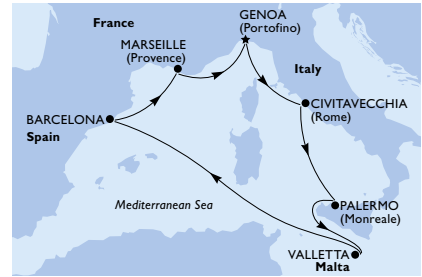 GENOA
(Portofino)
France
MARSEILLE
(Provence)
Italy
CIVITAVECCHIA
(Rome)
BARCELONA
Spain
Mediterranean Sea
PALERMO
(Monreale)
VALLETTA
Malta